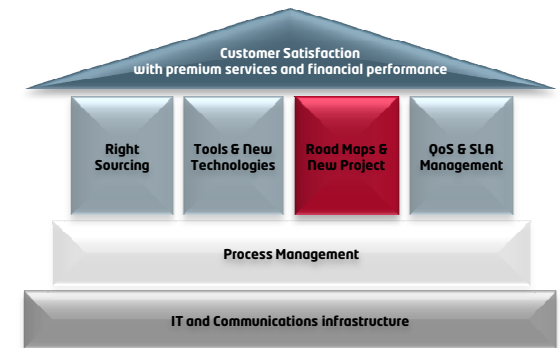 Customer Satisfaction
with premium services and financial performance
Right
Sourcing
Tools & New
Technologies
Road Maps &
New Project
QoS & SLA
Management
Process Management
IT and Communications infrastructure